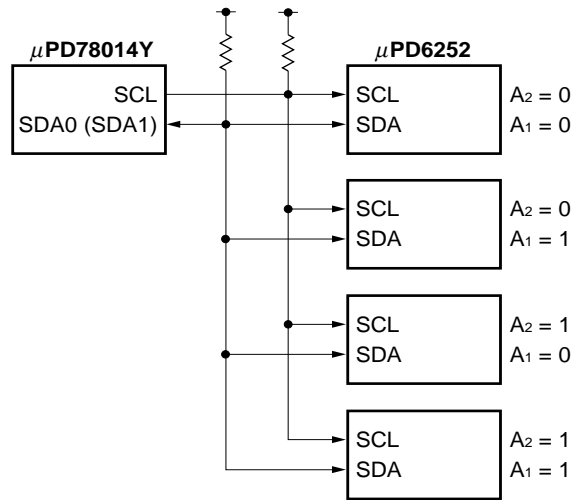 μPD78014Y
SCL
SDA0 (SDA1)
μPD6252
SCL
SDA
A2 = 0
A1 = 0
SCL
SDA
A2 = 0
A1 = 1
SCL
SDA
A2 = 1
A1 = 0
SCL
SDA
A2 = 1
A1 = 1